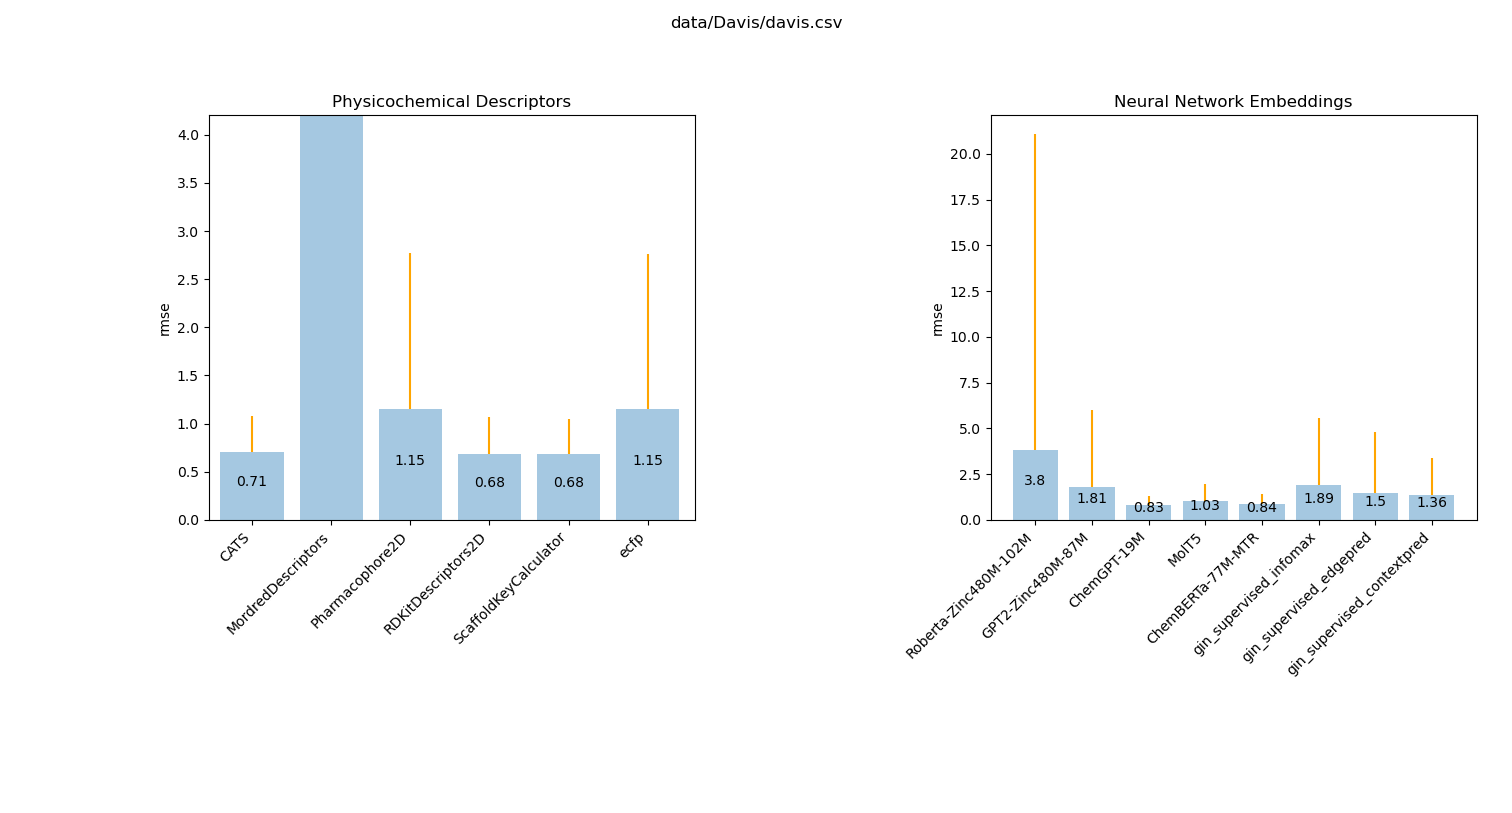 data/Davis/davis.csv
Physicochemical Descriptors
rmse
4.0
3.5
3.0
2.5
2.0
1.5
1.0
0.5
0.0
0.71
1.15
0.68
0.68
1.15
CATS
MordredDescriptors
Pharmacophore2D
RDKitDescriptors2D
ScaffoldKeyCalculator
ecfp
Neural Network Embeddings
rmse
20.0
17.5
15.0
12.5
10.0
7.5
5.0
2.5
0.0
3.8
1.81
0.83
1.03
0.84
1.89
1.5
1.36
Roberta-Zinc480M-102M
GPT2-Zinc480M-87M
ChemGPT-19M
MolT5
ChemBERTa-77M-MTR
gin_supervised_infomax
gin_supervised_edgepred
gin_supervised_contextpred